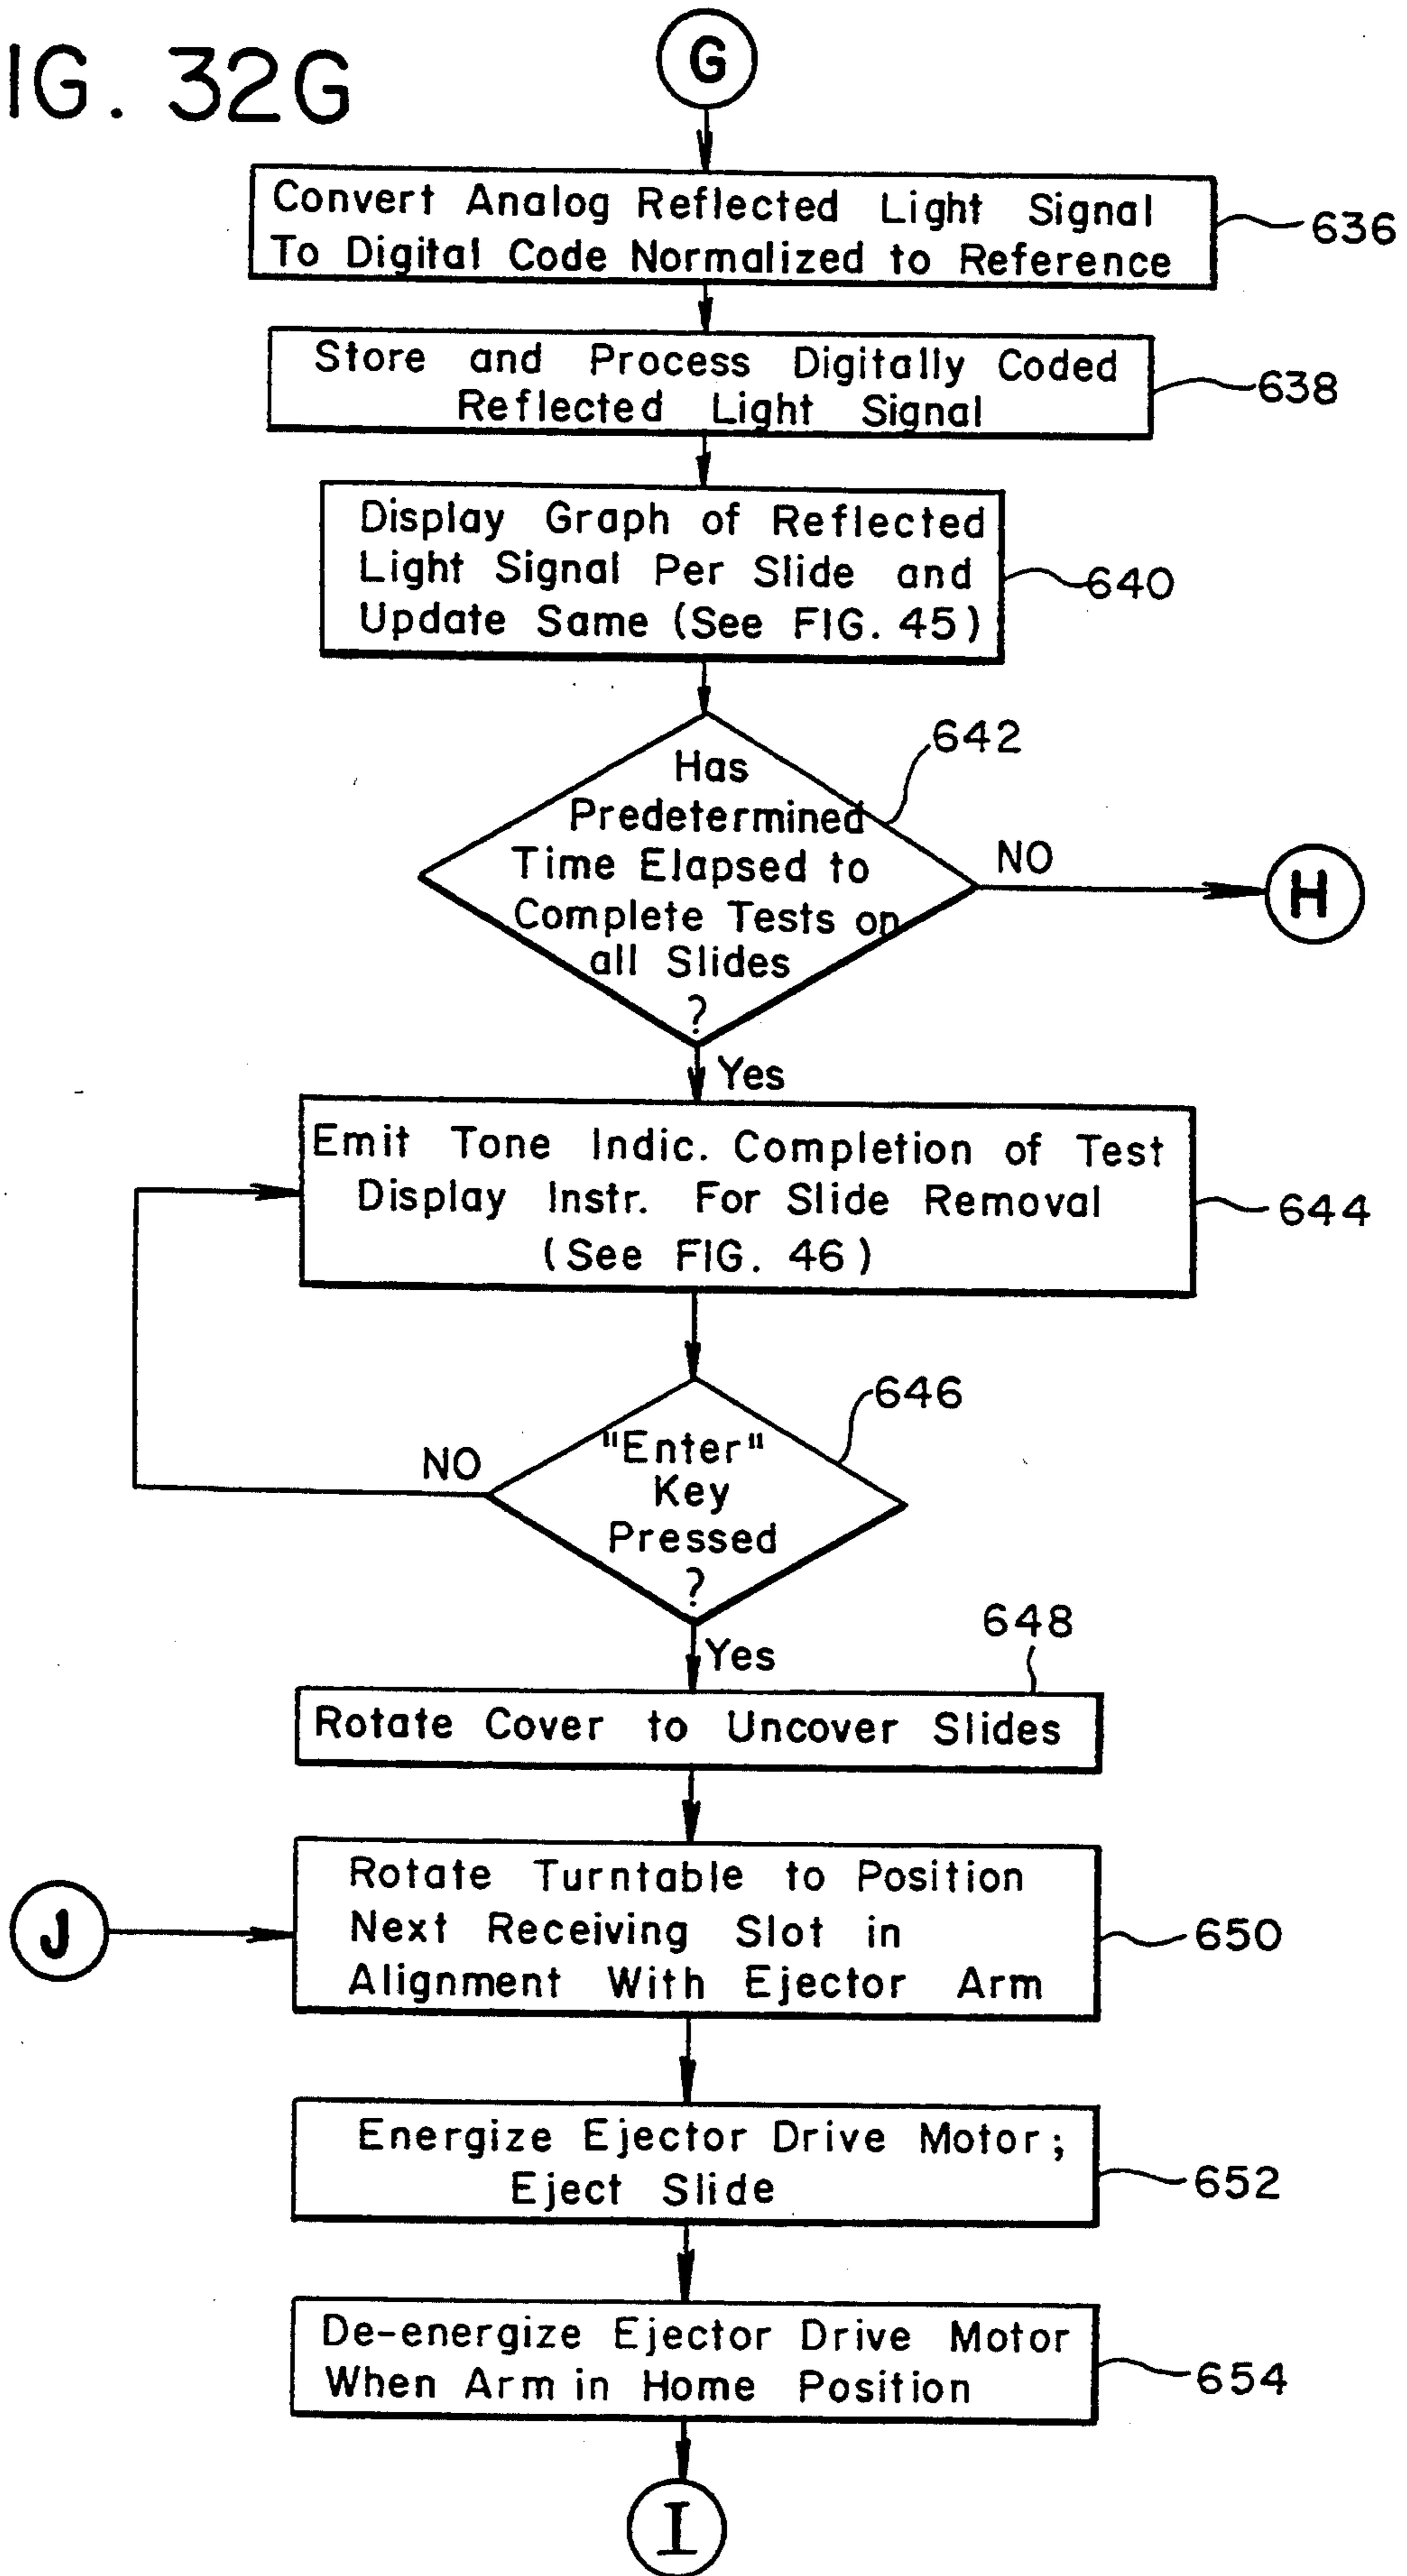 IG. 32G
G
Convert Analog Reflected Light Signal
To Digital Code Normalized to Reference
636
Store and Process Digitally Coded
Reflected Light Signal
638
Display Graph of Reflected
Light Signal Per Slide and
Update Same (See FIG. 45)
640
Has
Predetermined
Time Elapsed to
Complete Tests on
all Slides
?
642
NO
H
Yes
Emit Tone Indic. Completion of Test
Display Instr. For Slide Removal
(See FIG. 46)
644
"Enter"
Key
Pressed
?
646
NO
Yes
648
Rotate Cover to Uncover Slides
J
Rotate Turntable to Position
Next Receiving Slot in
Alignment With Ejector Arm
650
Energize Ejector Drive Motor;
Eject Slide
652
De-energize Ejector Drive Motor
When Arm in Home Position
654
I